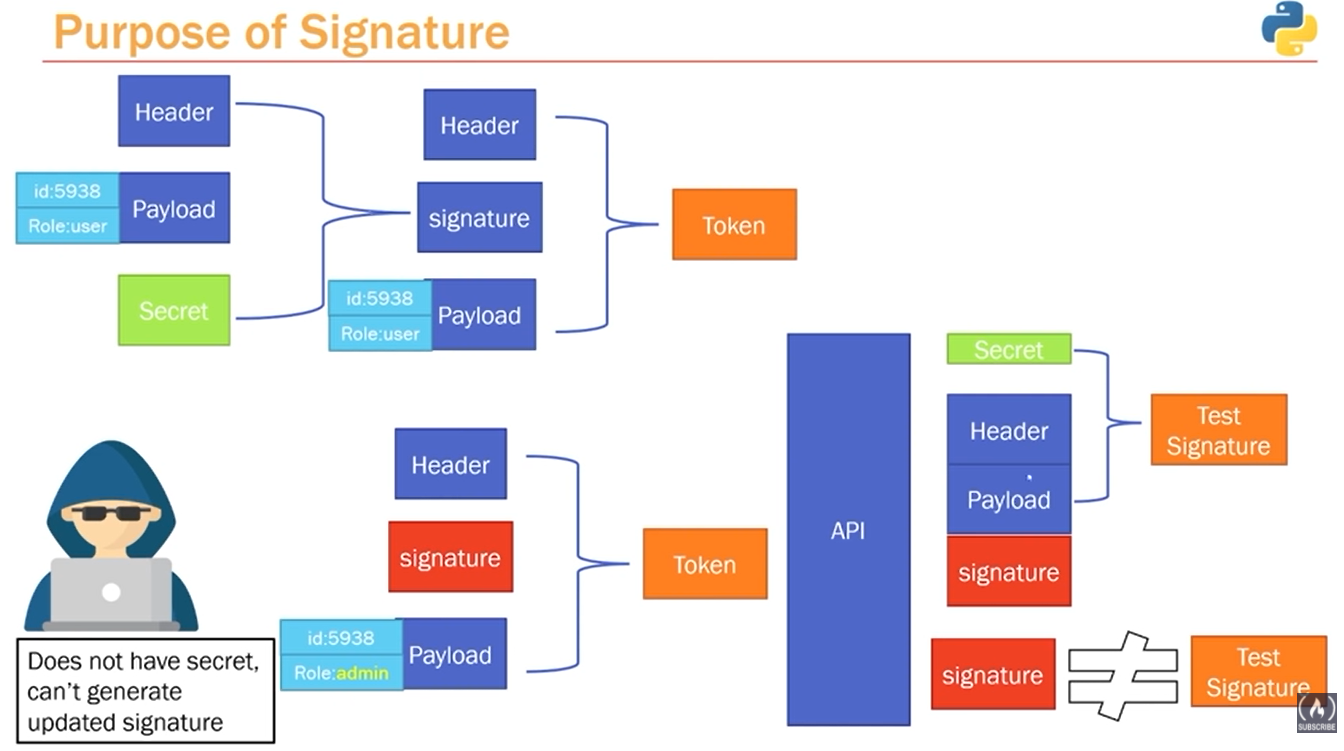 Purpose of Signature
Header
id:5938
Role:user
Payload
Secret
Header
signature
id:5938
Role:user
Payload
Token
Header
signature
id:5938
Role:admin
Payload
Token
Does not have secret,
can't generate
updated signature
API
Secret
Header
Payload
signature
Test
Signature
signature
Test
Signature
SUBSCRIBE